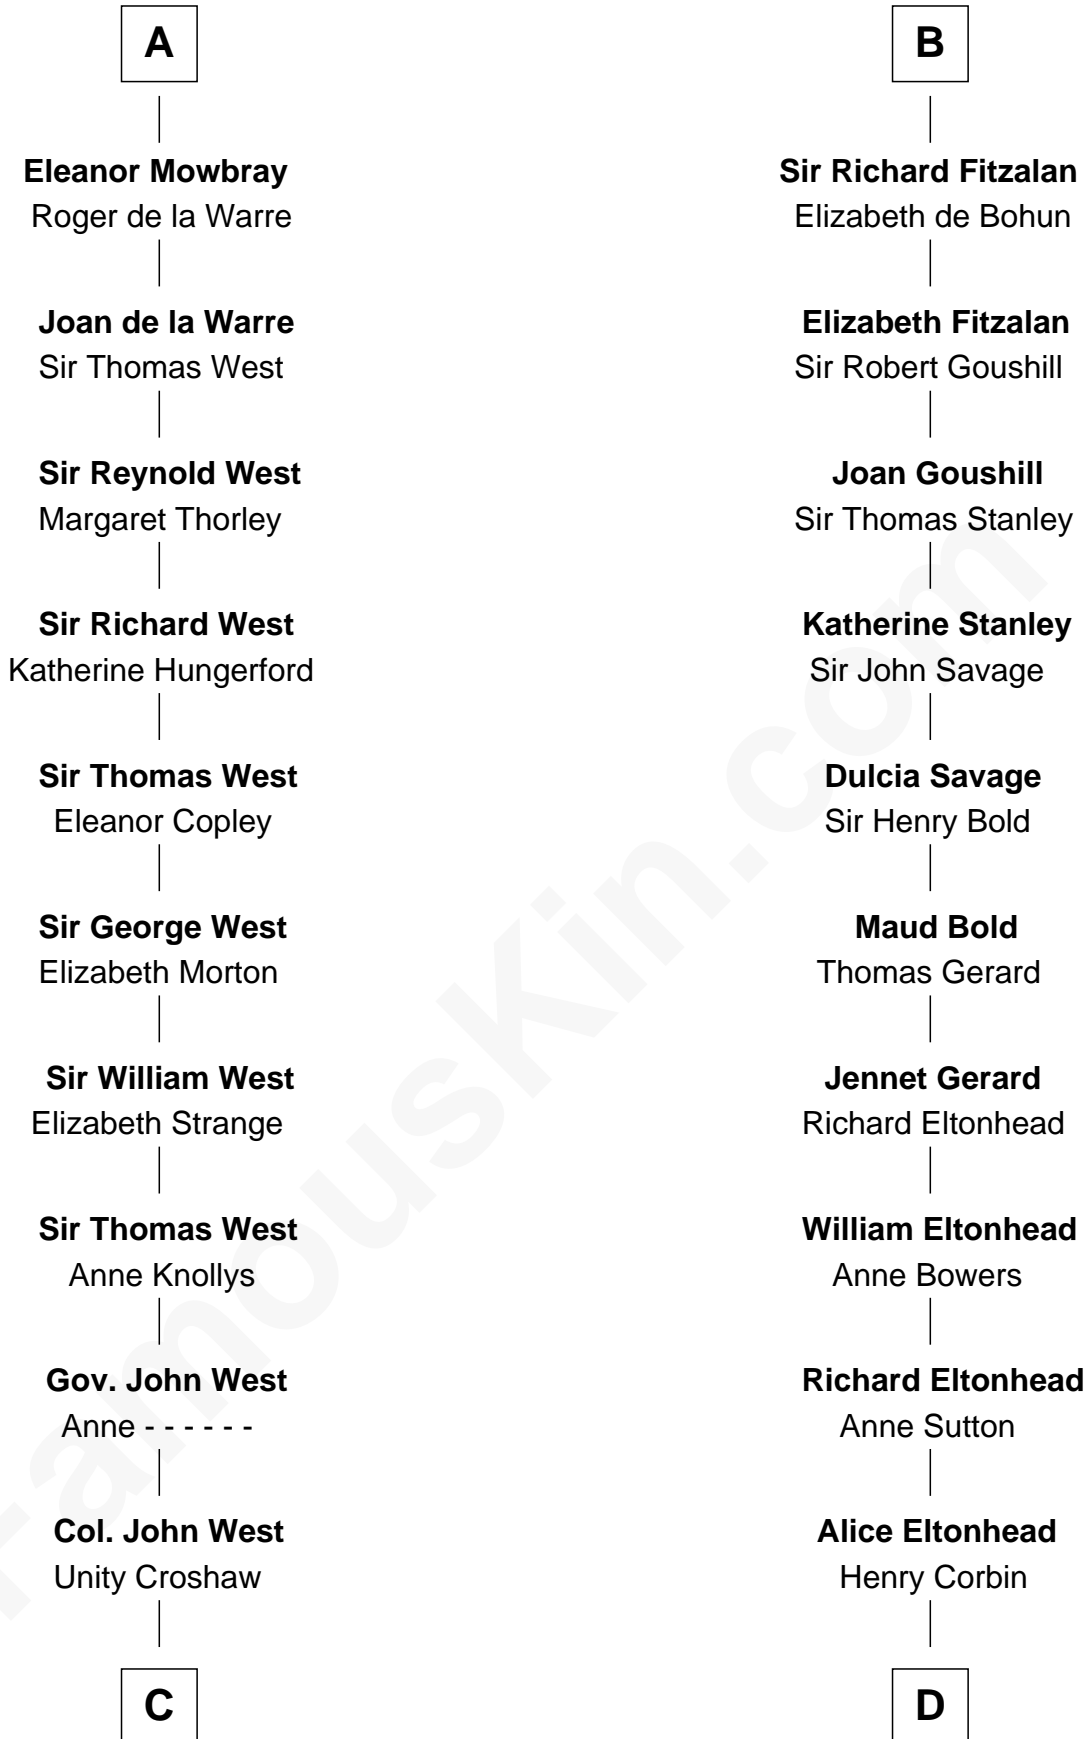 A
Eleanor Mowbray
Roger de la Warre
Joan de la Warre
Sir Thomas West
Sir Reynold West
Margaret Thorley
Sir Richard West
Katherine Hungerford
Sir Thomas West
Eleanor Copley
Sir George West
Elizabeth Morton
Sir William West
Elizabeth Strange
Sir Thomas West
Anne Knollys
Gov. John West
Anne - - - - - -
Col. John West
Unity Croshaw
C
B
Sir Richard Fitzalan
Elizabeth de Bohun
Elizabeth Fitzalan
Sir Robert Goushill
Joan Goushill
Sir Thomas Stanley
Katherine Stanley
Sir John Savage
Dulcia Savage
Sir Henry Bold
Maud Bold
Thomas Gerard
Jennet Gerard
Richard Eltonhead
William Eltonhead
Anne Bowers
Richard Eltonhead
Anne Sutton
Alice Eltonhead
Henry Corbin
D
FamousKin.com